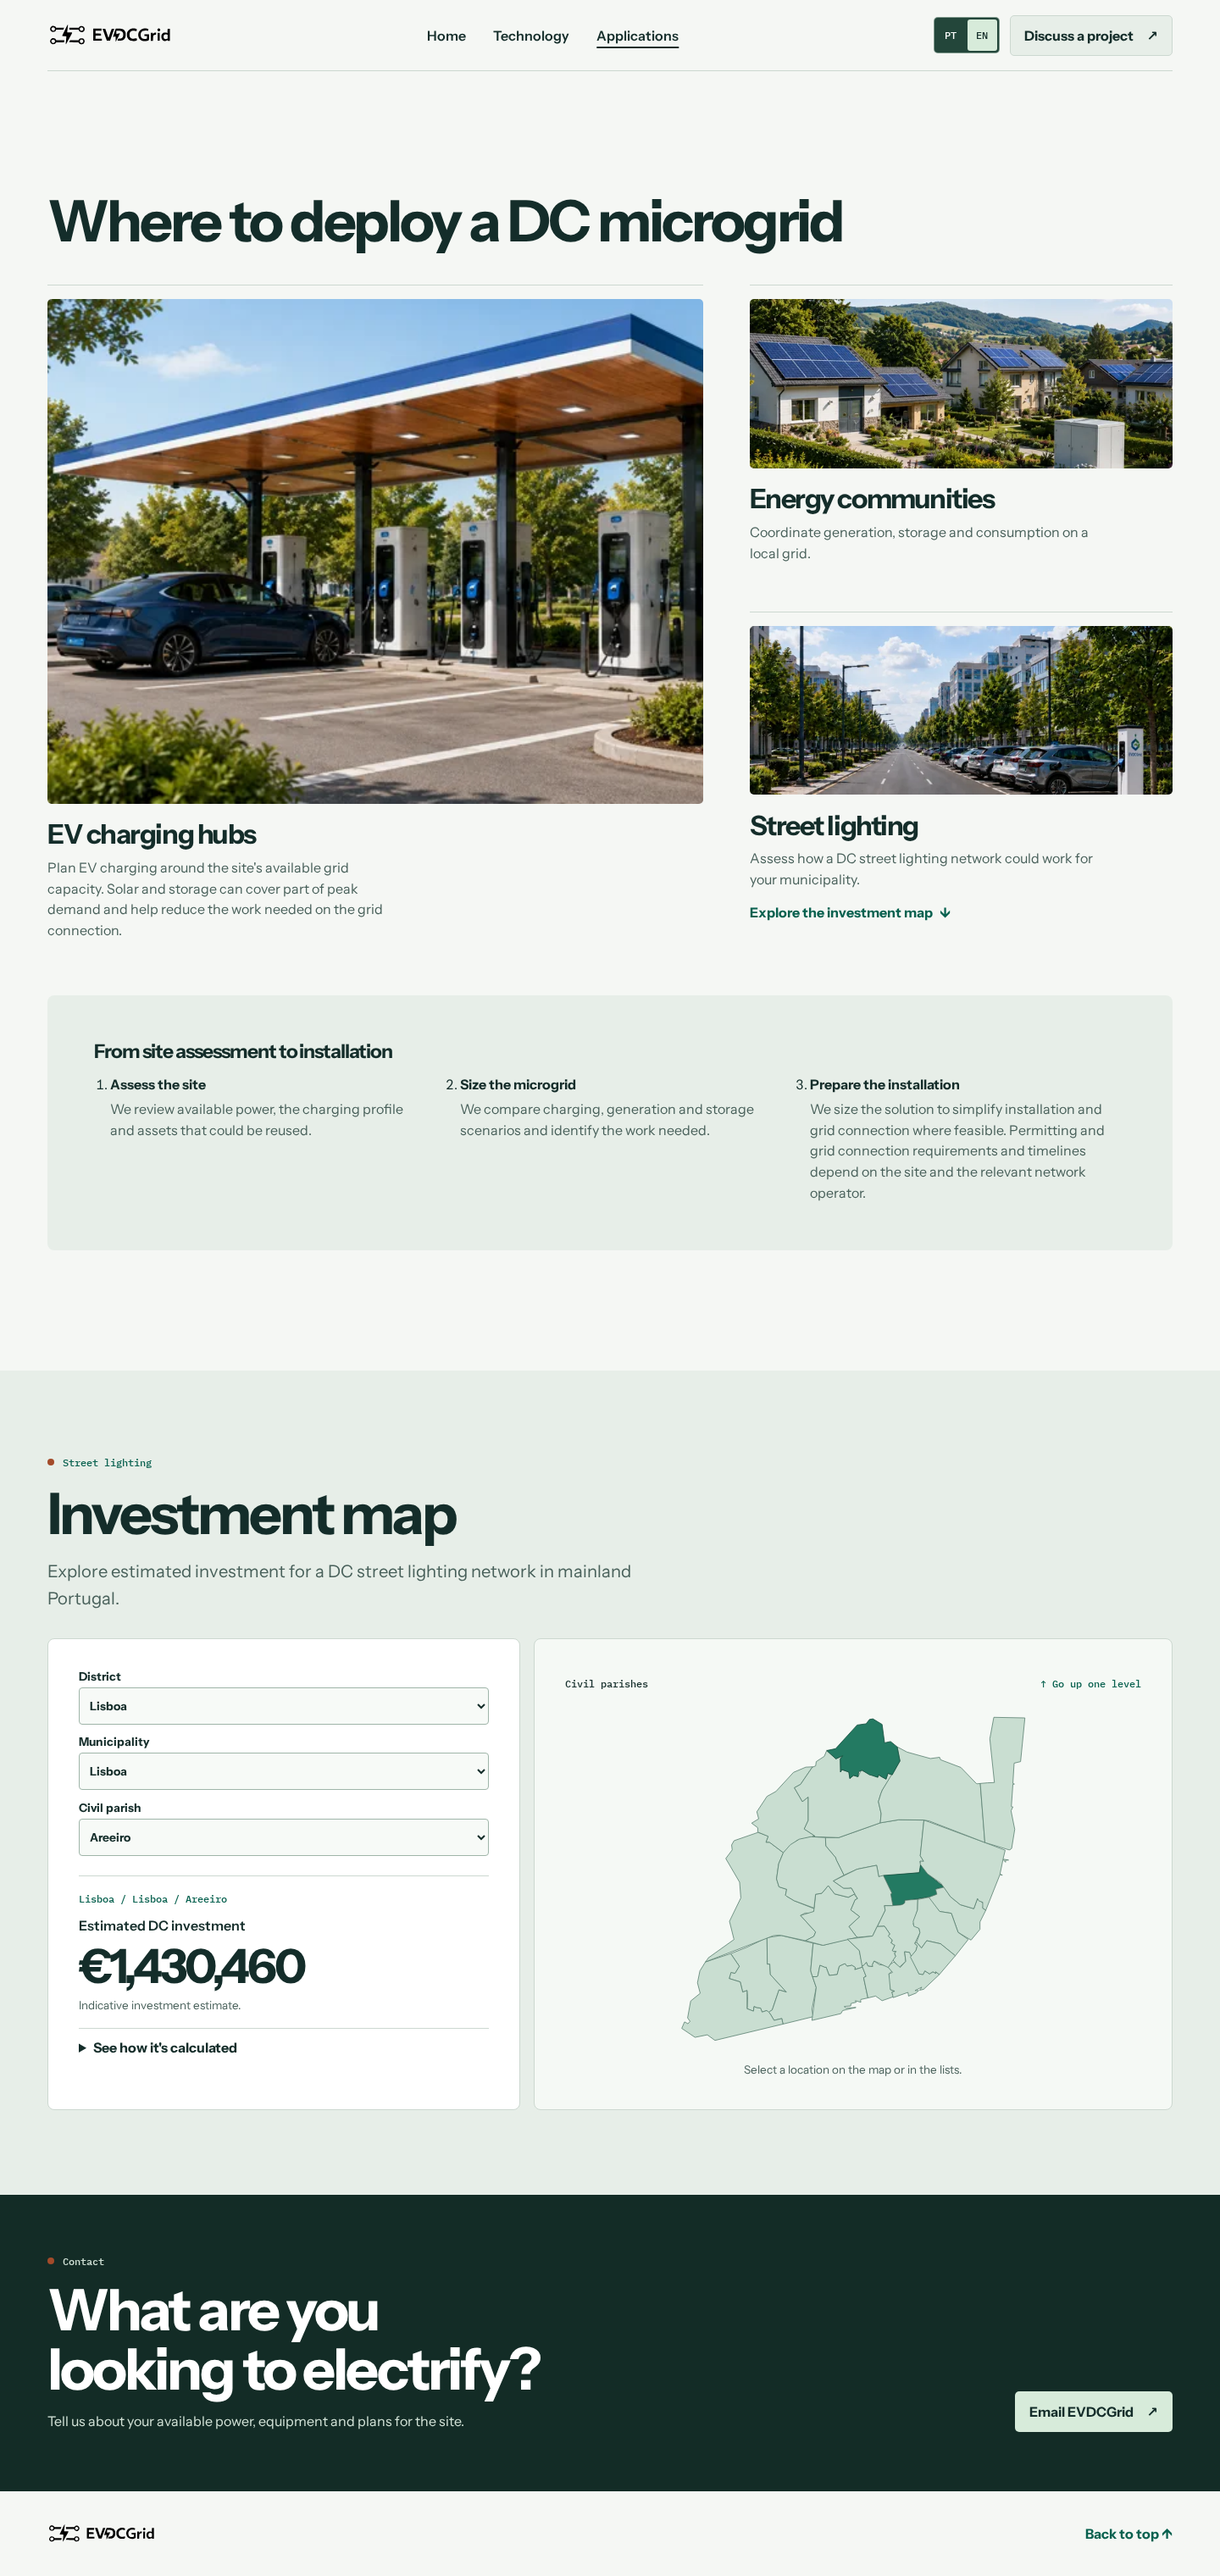 EVDCGrid
Home
Technology
Applications
PT
EN
Discuss a project ↗
Where to deploy a DC microgrid
EV charging hubs
Plan EV charging around the site's available grid
capacity. Solar and storage can cover part of peak
demand and help reduce the work needed on the grid
connection.
Energy communities
Coordinate generation, storage and consumption on a
local grid.
Street lighting
Assess how a DC street lighting network could work for
your municipality.
Explore the investment map ↓
From site assessment to installation
1. Assess the site
We review available power, the charging profile
and assets that could be reused.
2. Size the microgrid
We compare charging, generation and storage
scenarios and identify the work needed.
3. Prepare the installation
We size the solution to simplify installation and
grid connection where feasible. Permitting and
grid connection requirements and timelines
depend on the site and the relevant network
operator.
Street lighting
Investment map
Explore estimated investment for a DC street lighting network in mainland
Portugal.
District
Lisboa
Municipality
Lisboa
Civil parish
Areeiro
Lisboa / Lisboa / Areeiro
Estimated DC investment
€1,430,460
Indicative investment estimate.
See how it's calculated
Civil parishes
↑ Go up one level
Select a location on the map or in the lists.
Contact
What are you
looking to electrify?
Tell us about your available power, equipment and plans for the site.
Email EVDCGrid ↗
EVDCGrid
Back to top ↑